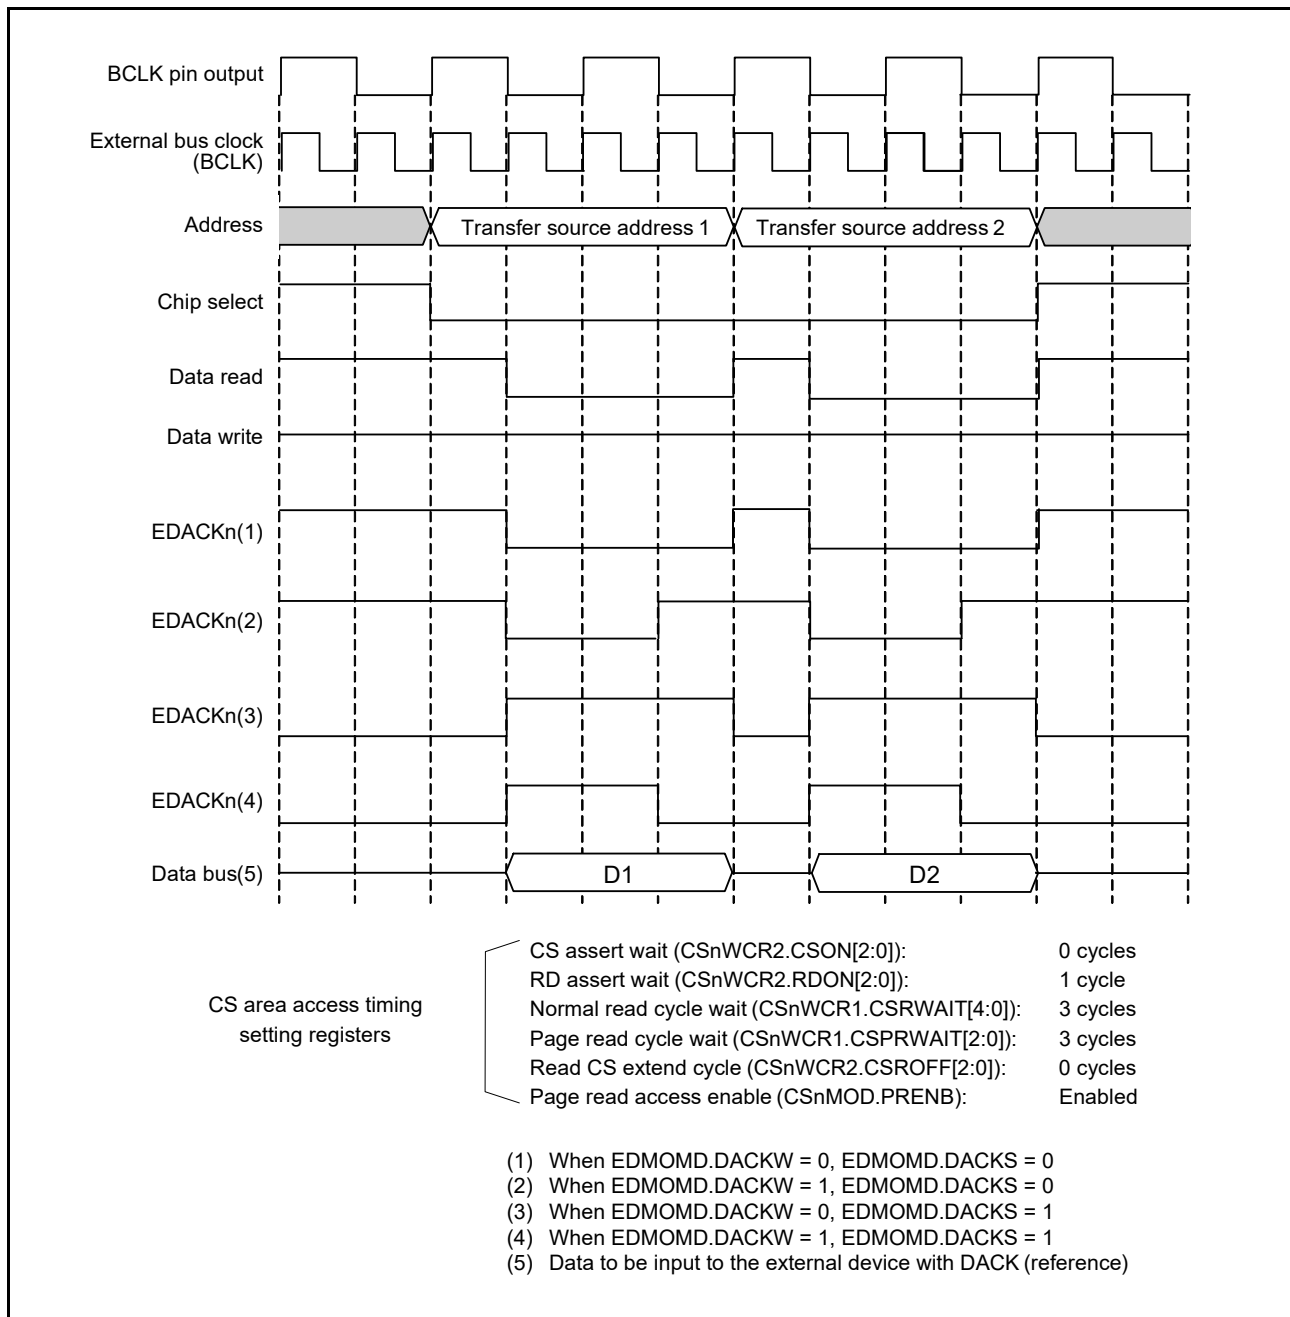 BCLK pin output
External bus clock
(BCLK)
Address
Transfer source address 1
Transfer source address 2
Chip select
Data read
Data write
EDACKn(1)
EDACKn(2)
EDACKn(3)
EDACKn(4)
Data bus(5)
D1
D2
CS area access timing
setting registers
CS assert wait (CSnWCR2.CSON[2:0]): 0 cycles
RD assert wait (CSnWCR2.RDON[2:0]): 1 cycle
Normal read cycle wait (CSnWCR1.CSRWAIT[4:0]): 3 cycles
Page read cycle wait (CSnWCR1.CSPRWAIT[2:0]): 3 cycles
Read CS extend cycle (CSnWCR2.CSROFF[2:0]): 0 cycles
Page read access enable (CSnMOD.PRENB): Enabled
(1) When EDMOMD.DACKW = 0, EDMOMD.DACKS = 0
(2) When EDMOMD.DACKW = 1, EDMOMD.DACKS = 0
(3) When EDMOMD.DACKW = 0, EDMOMD.DACKS = 1
(4) When EDMOMD.DACKW = 1, EDMOMD.DACKS = 1
(5) Data to be input to the external device with DACK (reference)